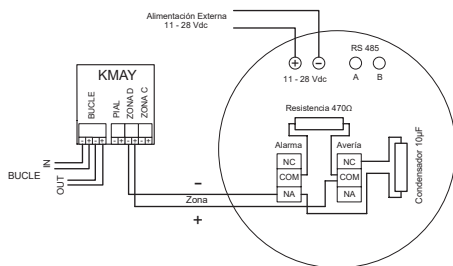 Alimentación Externa
11 - 28 Vdc
RS 485
+ −
11 - 28 Vdc
A B
KMAY
BUCLE
PIAL
ZONA D
ZONA C
- + - + - + - + - +
Resistencia 470Ω
Alarma
Avería
NC
COM
NA
NC
COM
NA
Condensador 10µF
BUCLE
IN
OUT
−
Zona
+